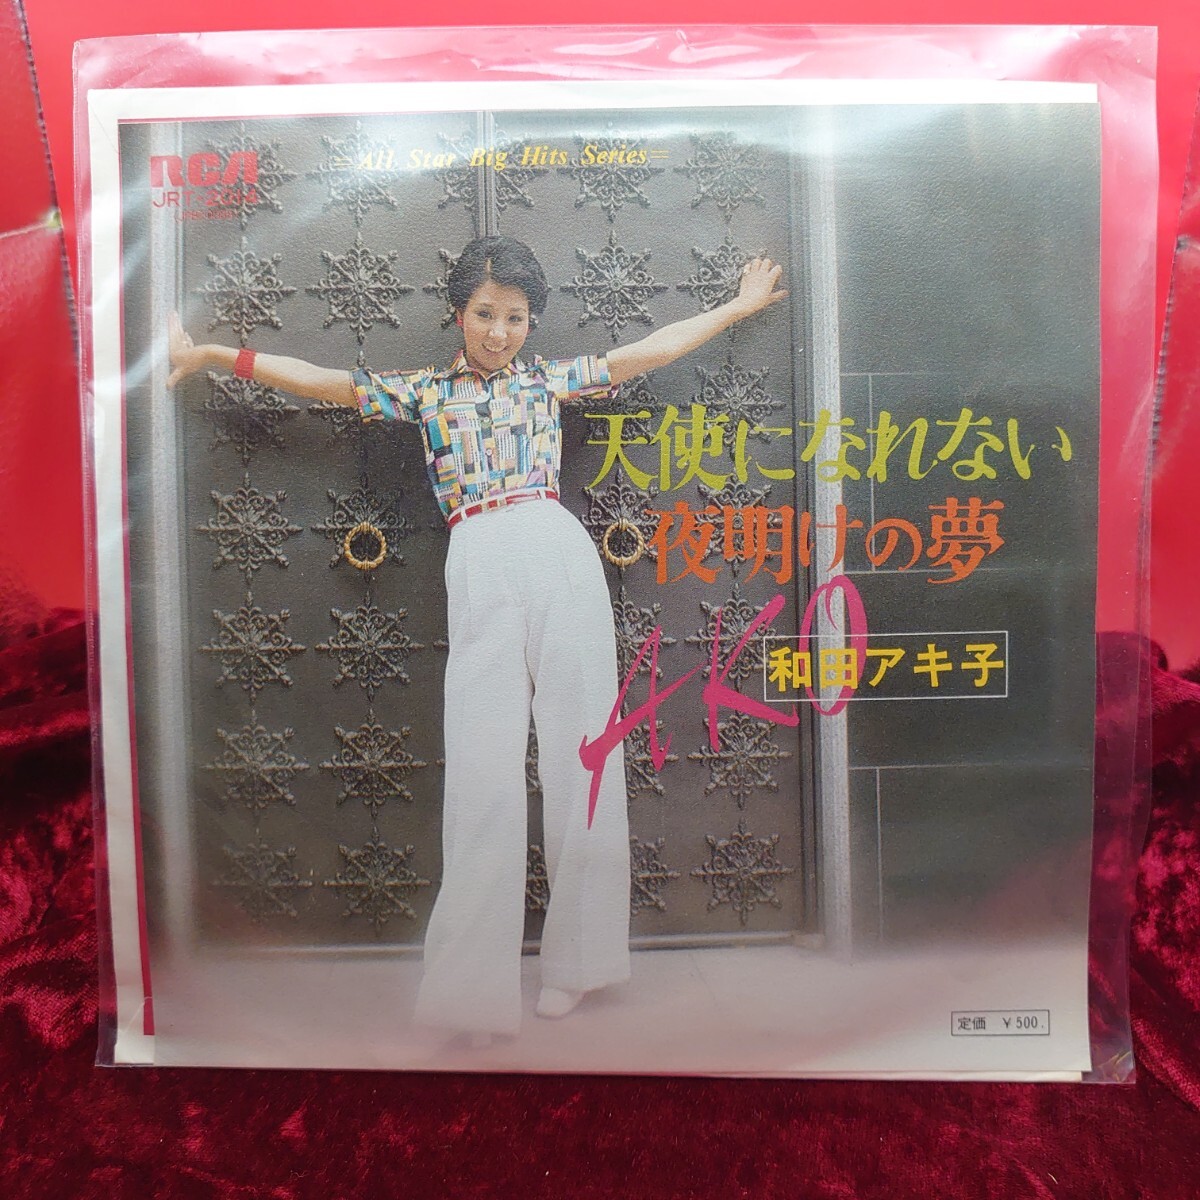 =All Star Big Hits Series=
RCA
天使になれない
夜明けの夢
AKO
和田アキ子
定価 ¥500.